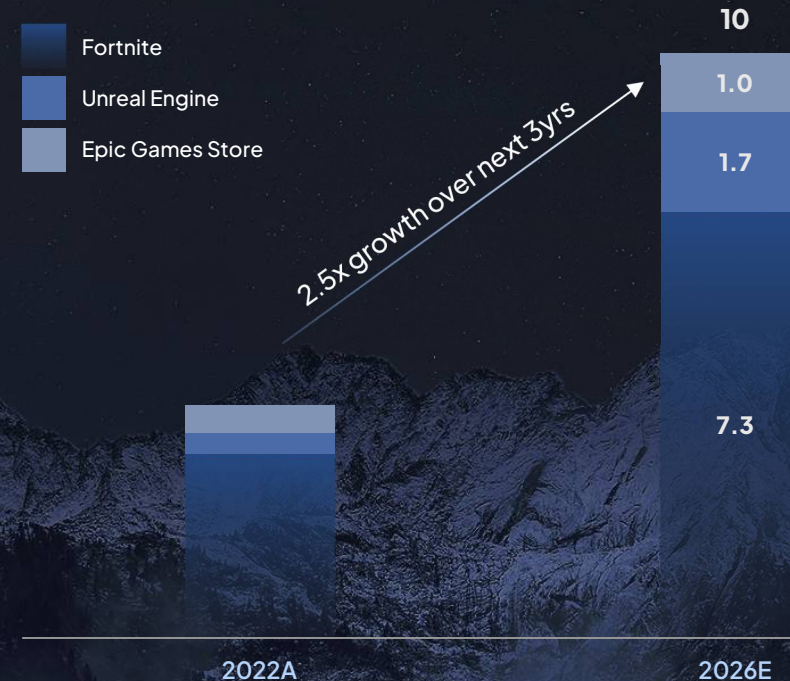 10
Fortnite
1.0
Unreal Engine
Epic Games Store
1.7
2.5x growth over next 3yrs
7.3
2022A
2026E